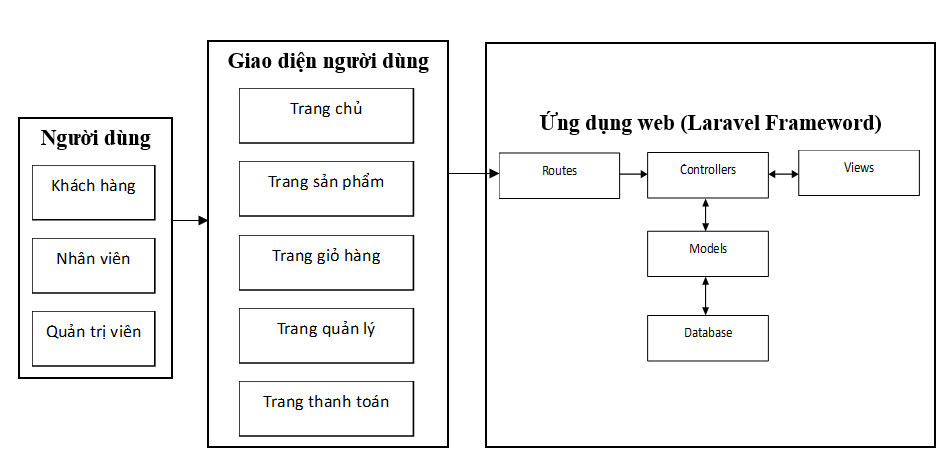 Người dùng
Khách hàng
Nhân viên
Quản trị viên
Giao diện người dùng
Trang chủ
Trang sản phẩm
Trang giỏ hàng
Trang quản lý
Trang thanh toán
Ứng dụng web (Laravel Frameword)
Routes
Controllers
Views
Models
Database